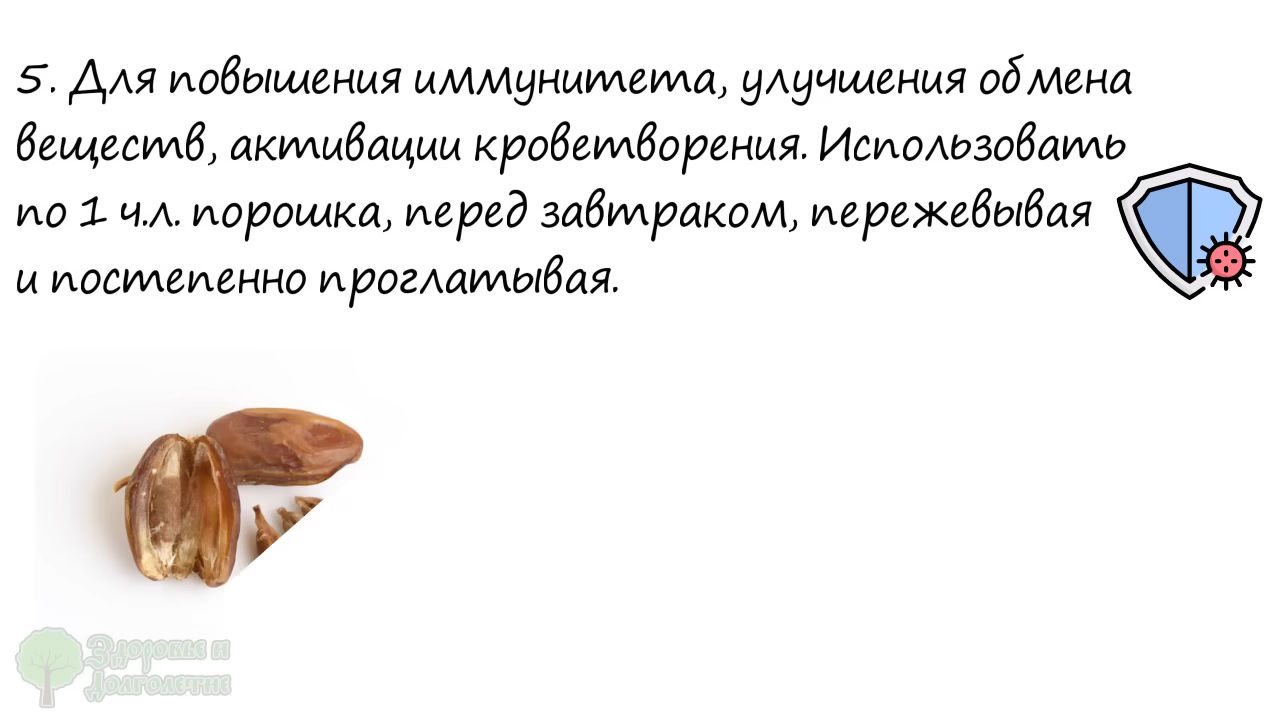 5. Для повышения иммунитета, улучшения обмена
веществ, активации кроветворения. Использовать
по 1 ч.л. порошка, перед завтраком, пережевывая
и постепенно проглатывая.
Здоровье и
Долголетие